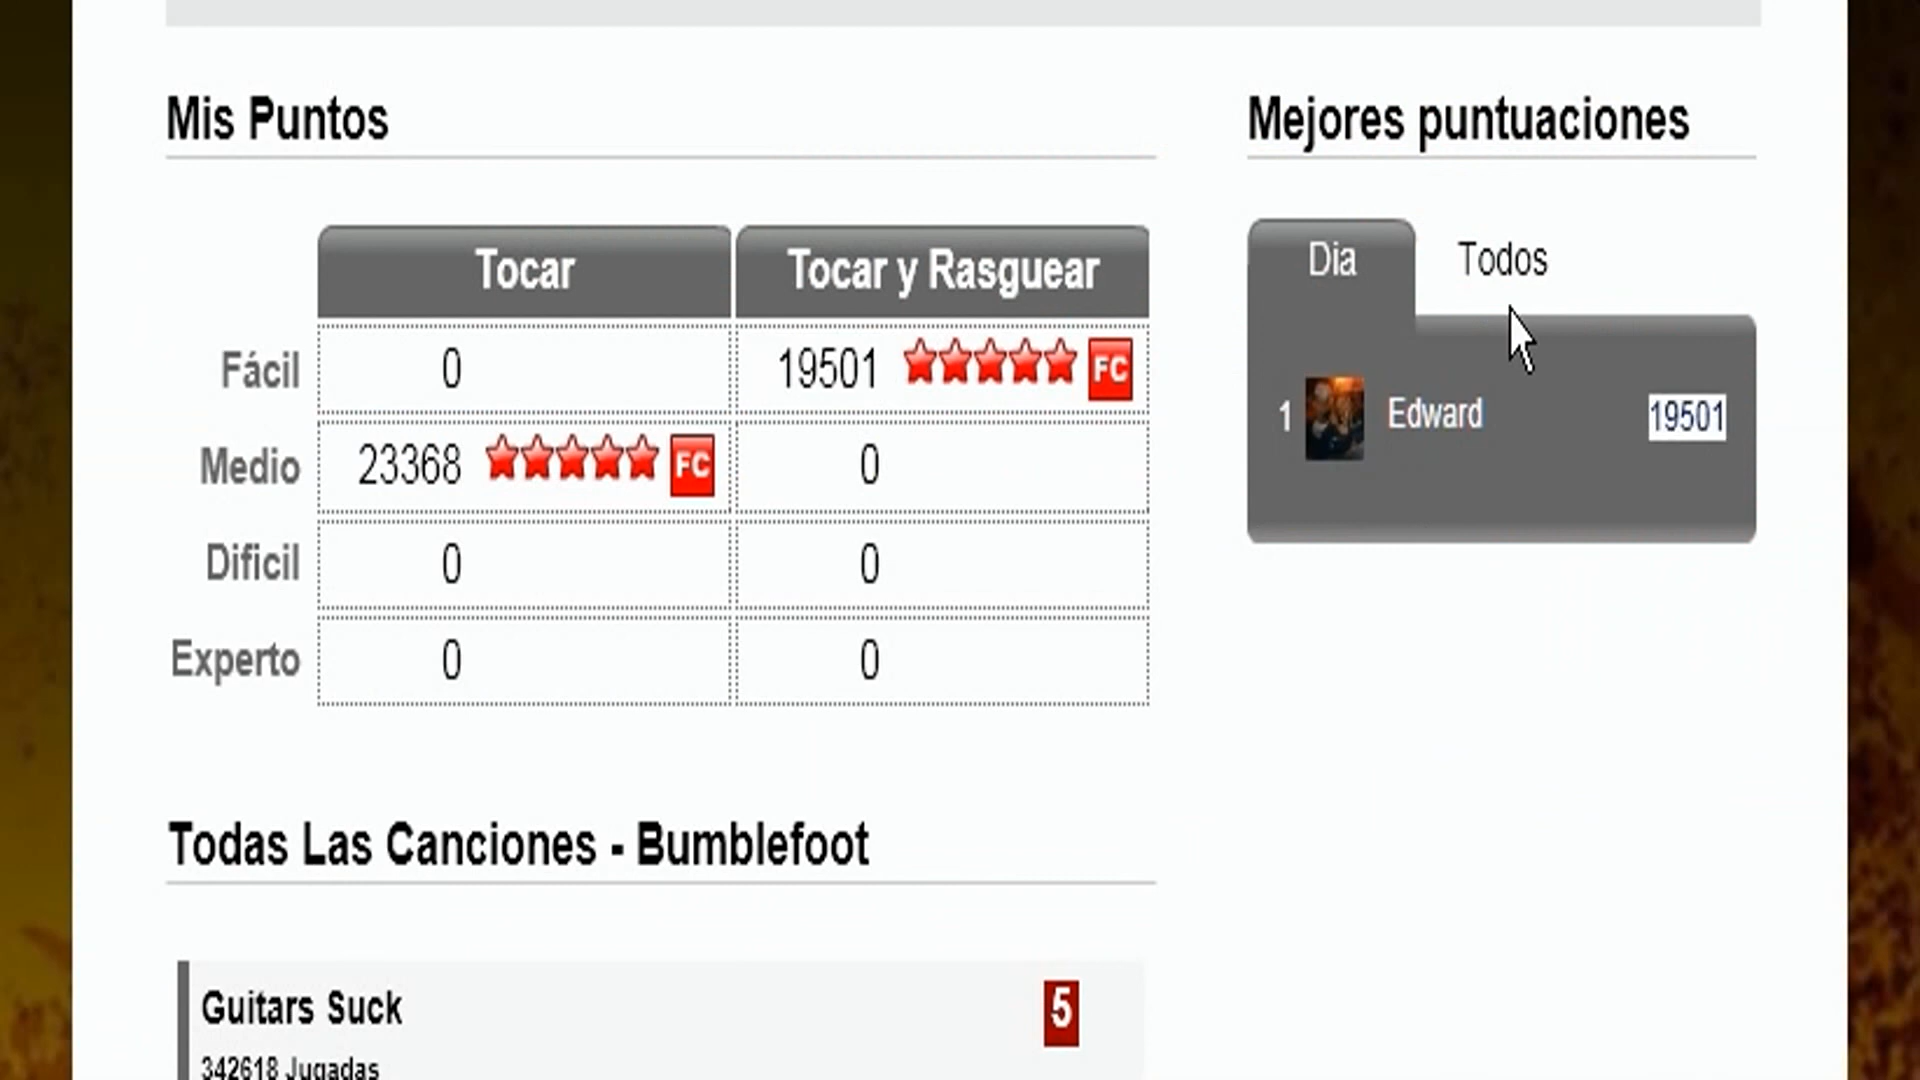 Mis Puntos
Tocar Tocar y Rasguear
Fácil 0 19501 FC
Medio 23368 FC 0
Dificil 0 0
Experto 0 0
Mejores puntuaciones
Dia Todos
1 Edward 19501
Todas Las Canciones - Bumblefoot
Guitars Suck 5
342618 Jugadas